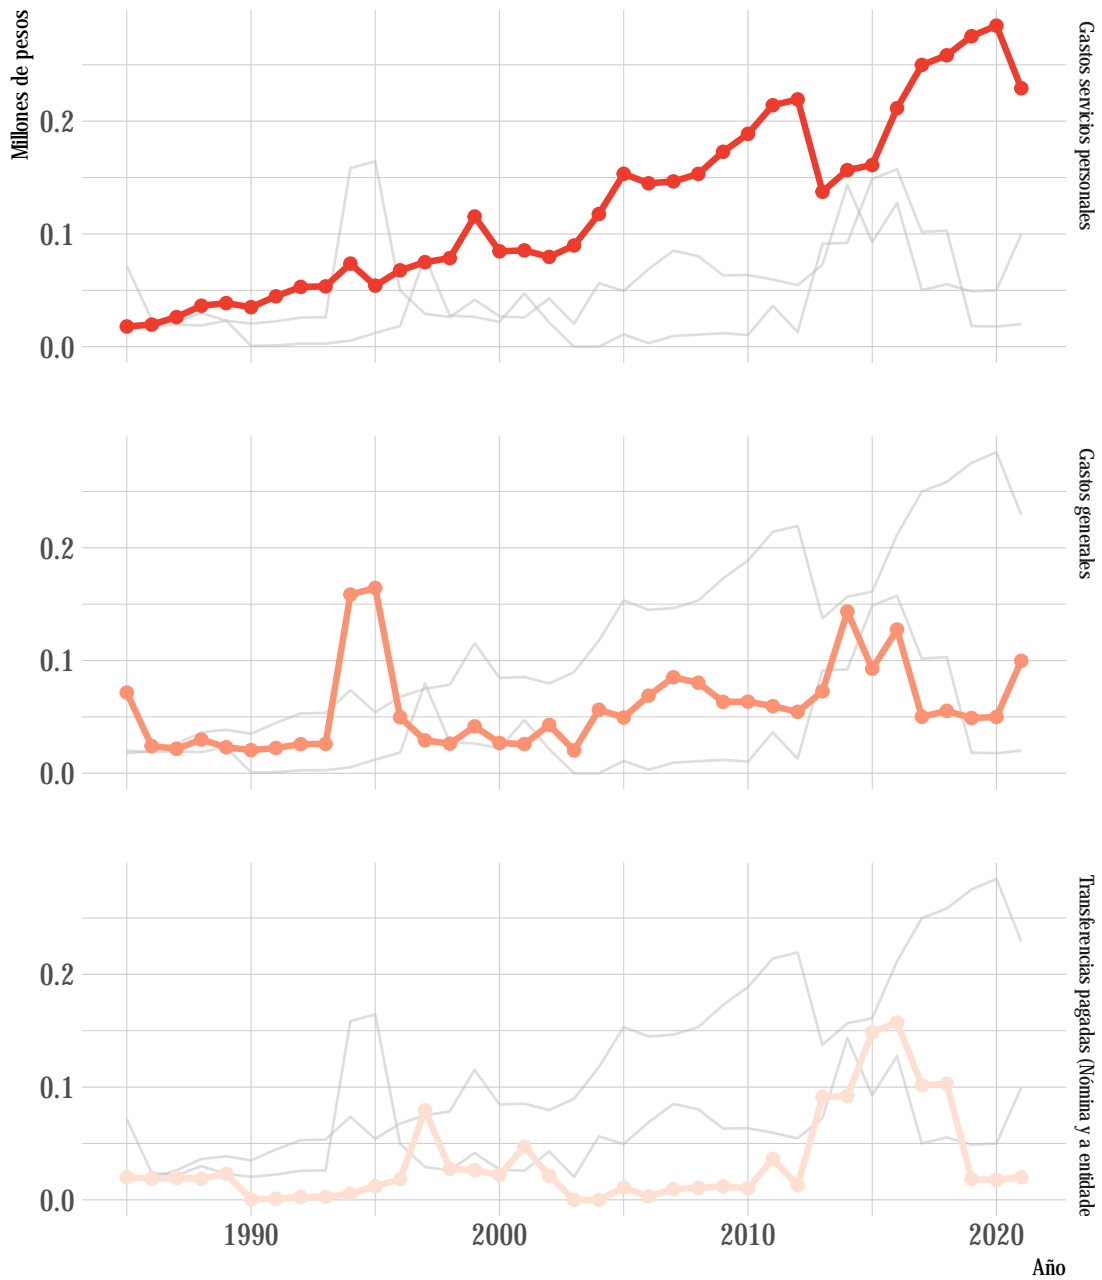 Millones de pesos
Gastos servicios personales
0.2
0.1
0.0
Gastos generales
0.2
0.1
0.0
Transferencias pagadas (Nómina y a entidade
0.2
0.1
0.0
1990 2000 2010 2020
Año